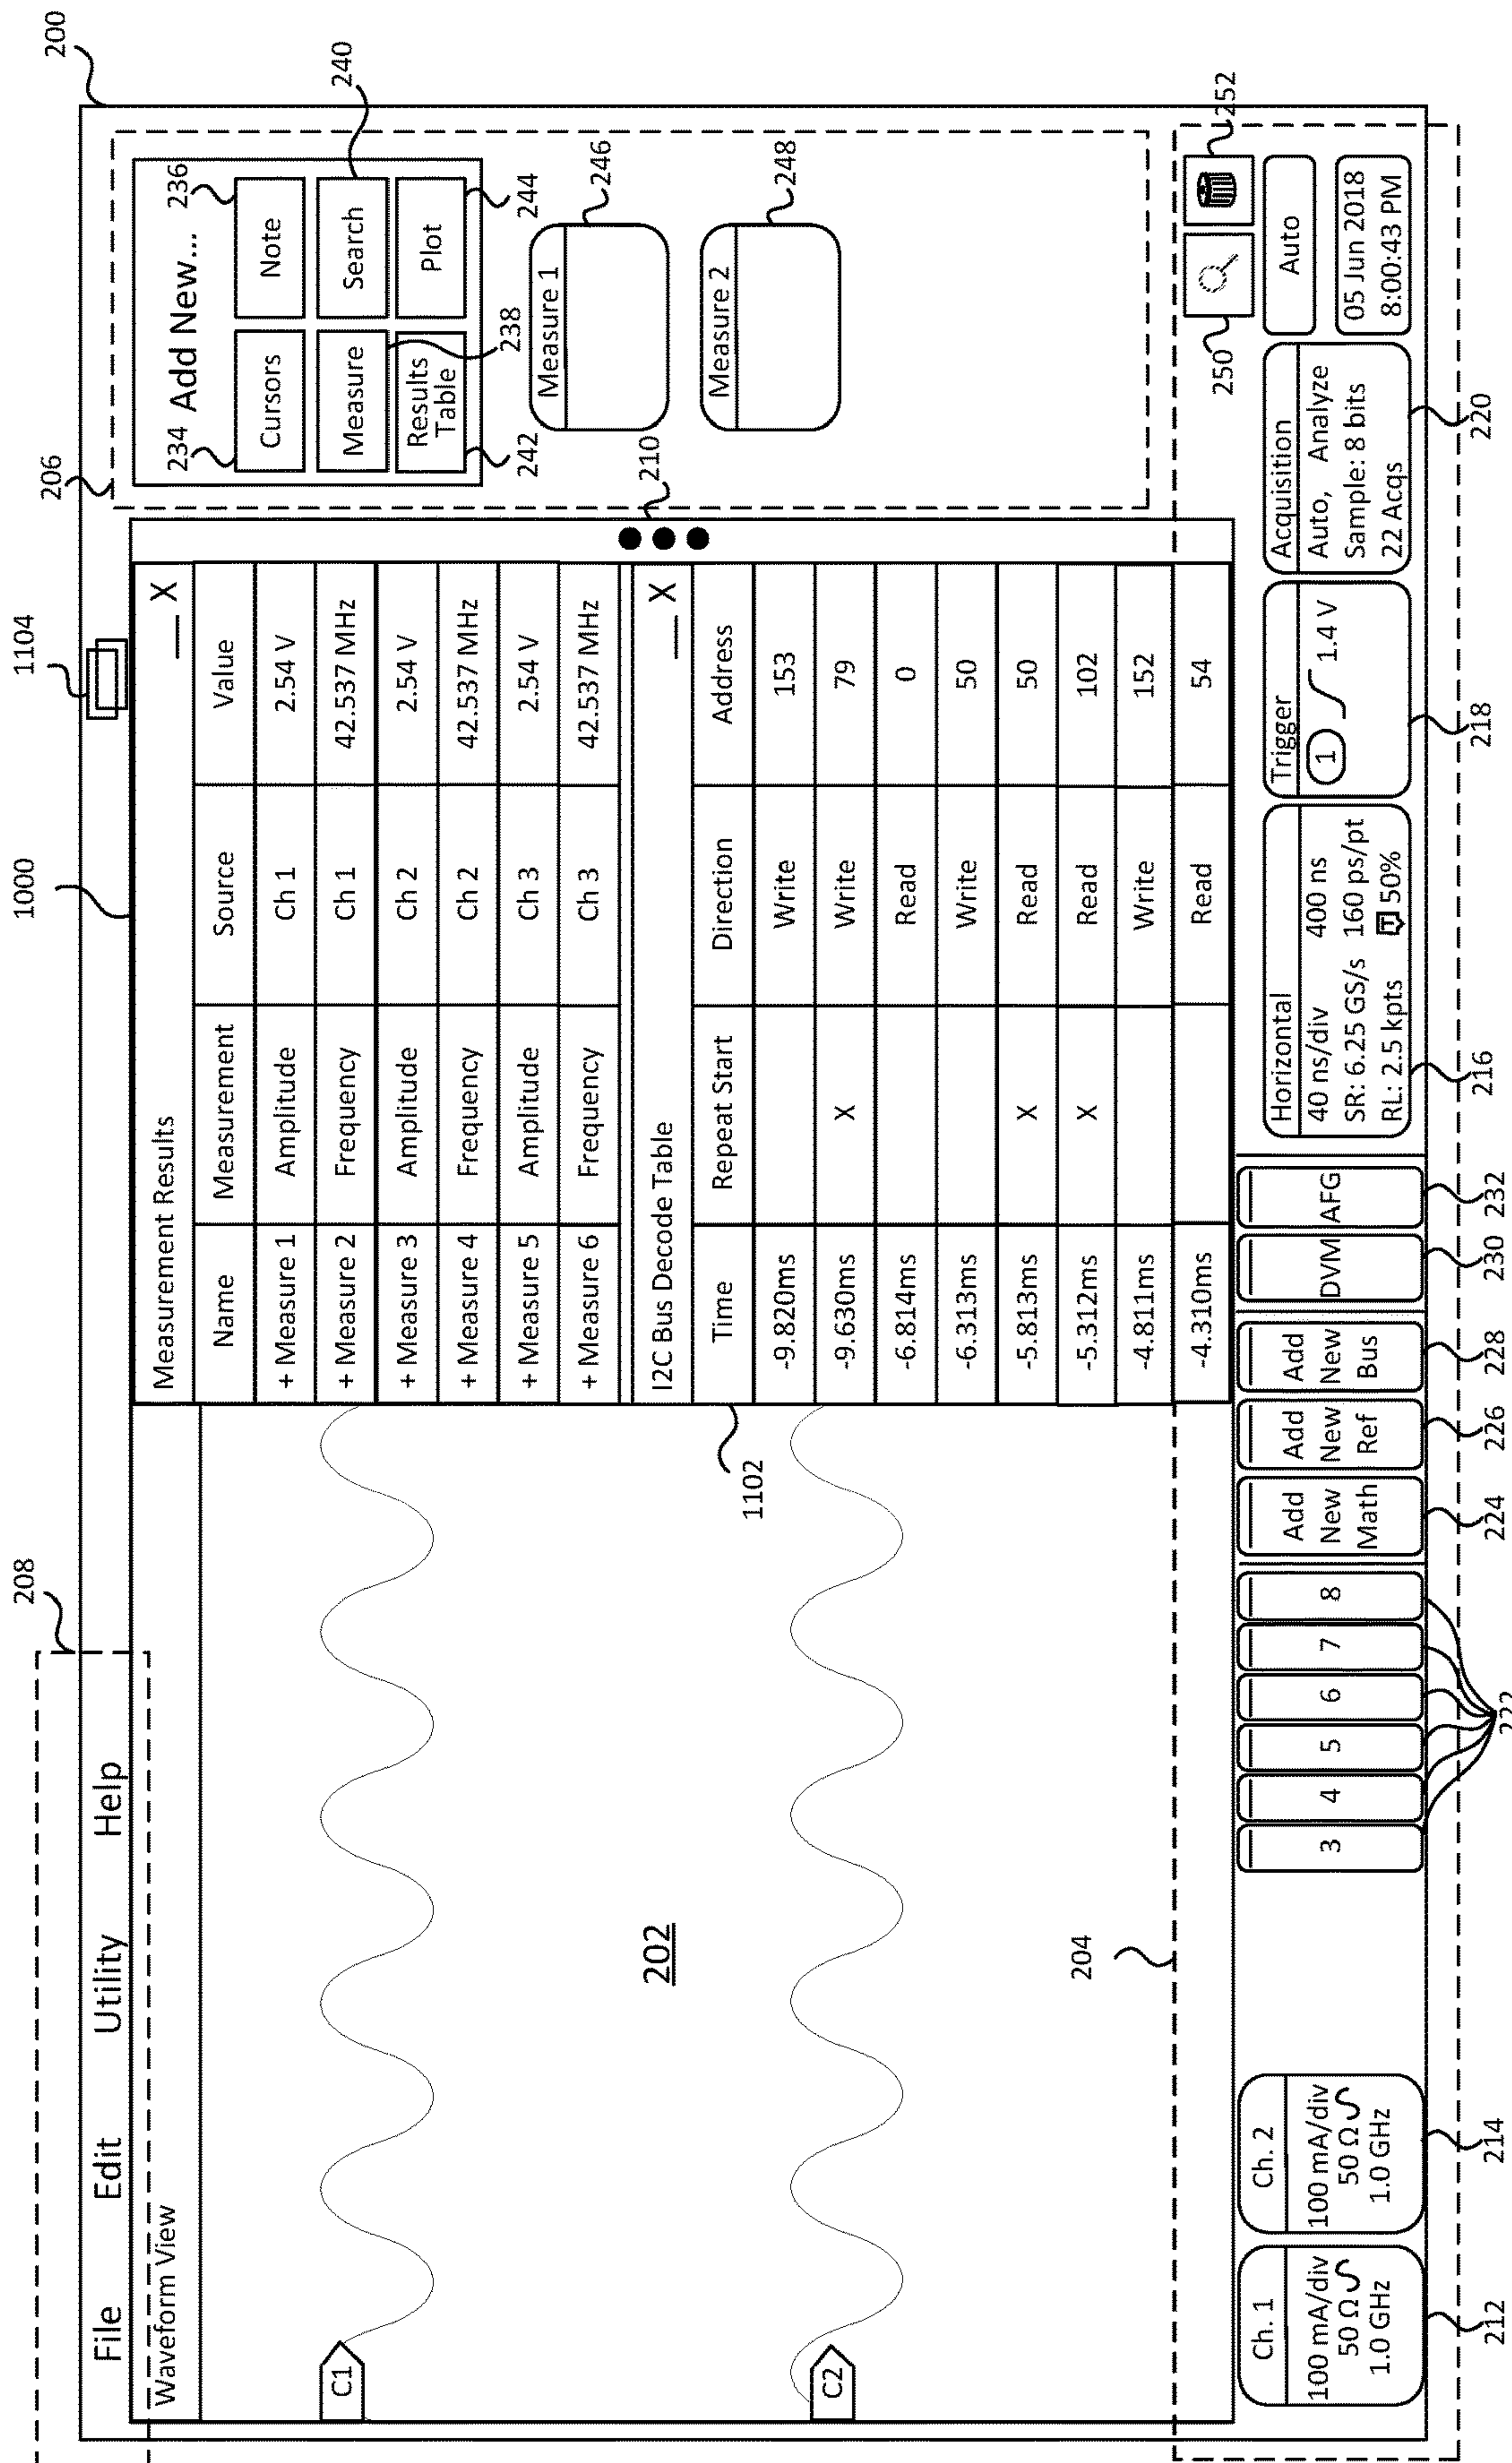 208
1000
1104
200
File Edit Utility Help
206
Waveform View
Measurement Results __ X
Name Measurement Source Value
+ Measure 1 Amplitude Ch 1 2.54 V
+ Measure 2 Frequency Ch 1 42.537 MHz
+ Measure 3 Amplitude Ch 2 2.54 V
+ Measure 4 Frequency Ch 2 42.537 MHz
+ Measure 5 Amplitude Ch 3 2.54 V
+ Measure 6 Frequency Ch 3 42.537 MHz
I2C Bus Decode Table __ X
Time Repeat Start Direction Address
-9.820ms Write 153
-9.630ms X Write 79
-6.814ms Read 0
-6.313ms Write 50
-5.813ms X Read 50
-5.312ms X Read 102
-4.811ms Write 152
-4.310ms Read 54
C1
202
C2
1102
204
210
234 Add New... 236
Cursors Note
Measure Search
240
238
Results
Table
Plot
242 244
Measure 1
246
Measure 2
248
250
252
Ch. 1
100 mA/div
50 Ω
1.0 GHz
Ch. 2
100 mA/div
50 Ω
1.0 GHz
3 4 5 6 7 8
Add
New
Math
Add
New
Ref
Add
New
Bus
DVM
AFG
Horizontal
40 ns/div 400 ns
SR: 6.25 GS/s 160 ps/pt
RL: 2.5 kpts T 50%
Trigger
1 1.4 V
Acquisition
Auto, Analyze
Sample: 8 bits
22 Acqs
Auto
05 Jun 2018
8:00:43 PM
212 214 222 224 226 228 230 232 216 218 220